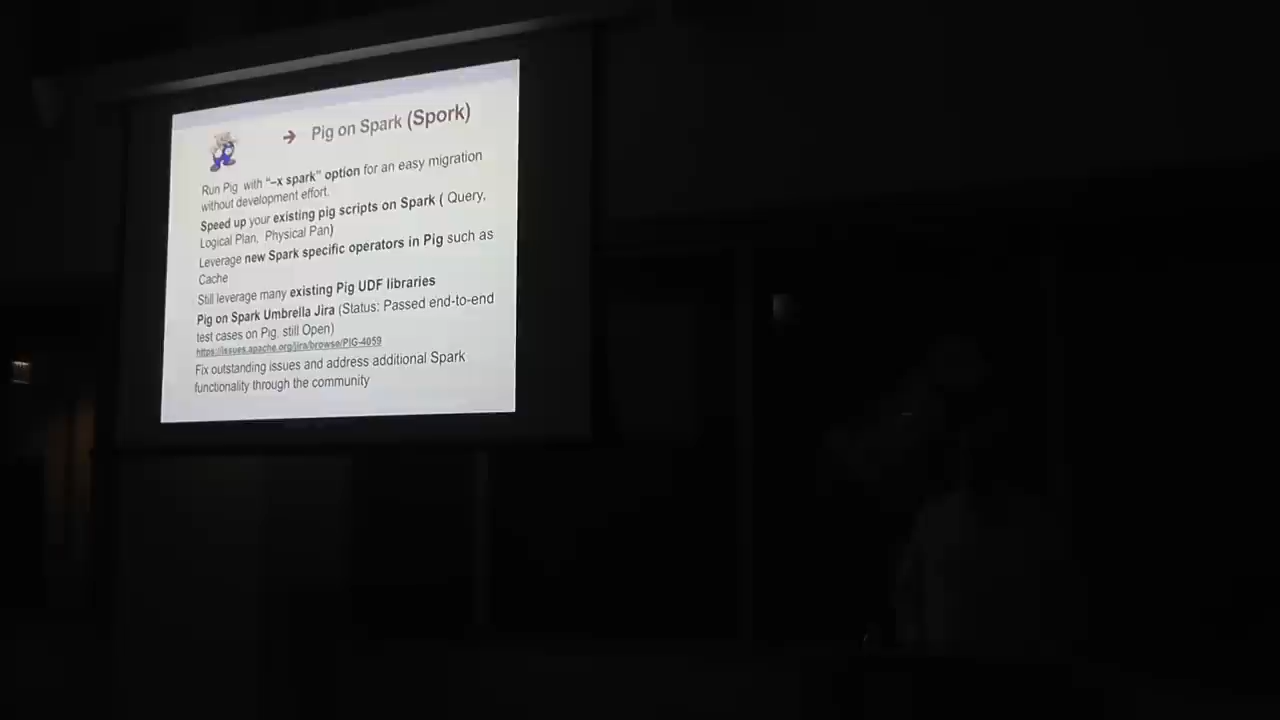 ➔ Pig on Spark (Spork)
Run Pig with “–x spark” option for an easy migration
without development effort.
Speed up your existing pig scripts on Spark ( Query,
Logical Plan, Physical Pan)
Leverage new Spark specific operators in Pig such as
Cache
Still leverage many existing Pig UDF libraries
Pig on Spark Umbrella Jira (Status: Passed end-to-end
test cases on Pig, still Open)
https://issues.apache.org/jira/browse/PIG-4059
Fix outstanding issues and address additional Spark
functionality through the community